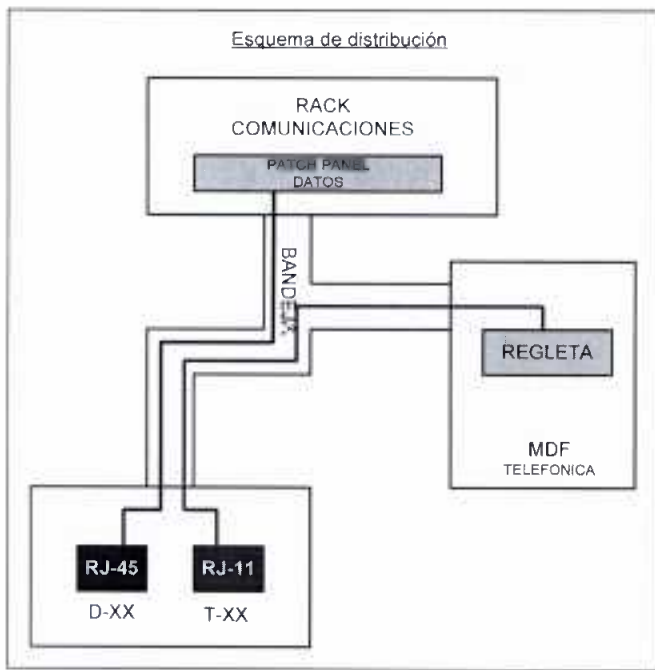 Esquema de distribución
RACK
COMUNICACIONES
PATCH PANEL
DATOS
BANDEJA
REGLETA
MDF
TELEFONICA
RJ-45
RJ-11
D-XX
T-XX